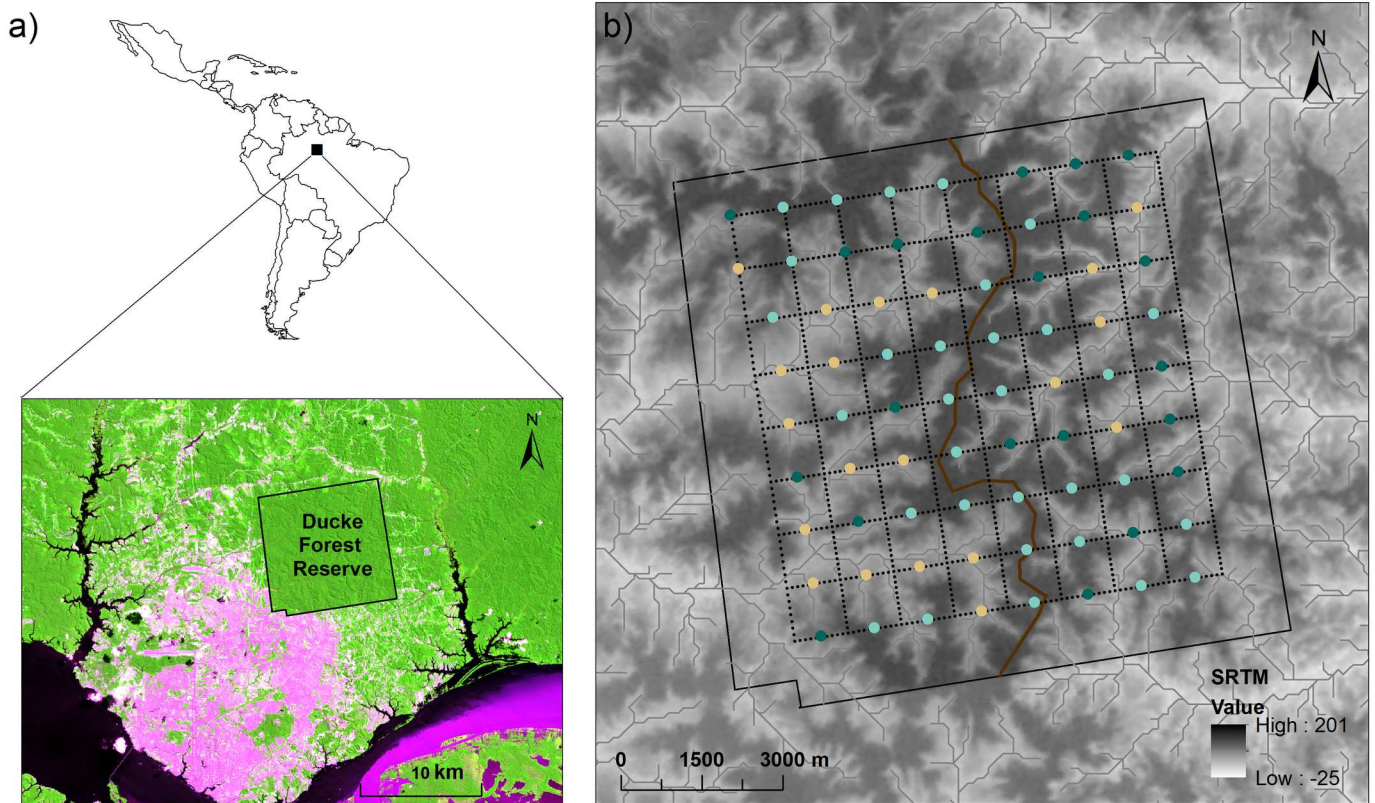 a)
N
Ducke
Forest
Reserve
10 km
b)
N
SRTM
Value
High : 201
Low : -25
0 1500 3000 m